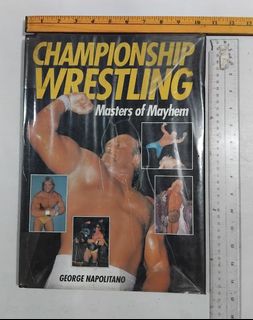 CHAMPIONSHIP
WRESTLING
Masters of Mayhem
GEORGE NAPOLITANO